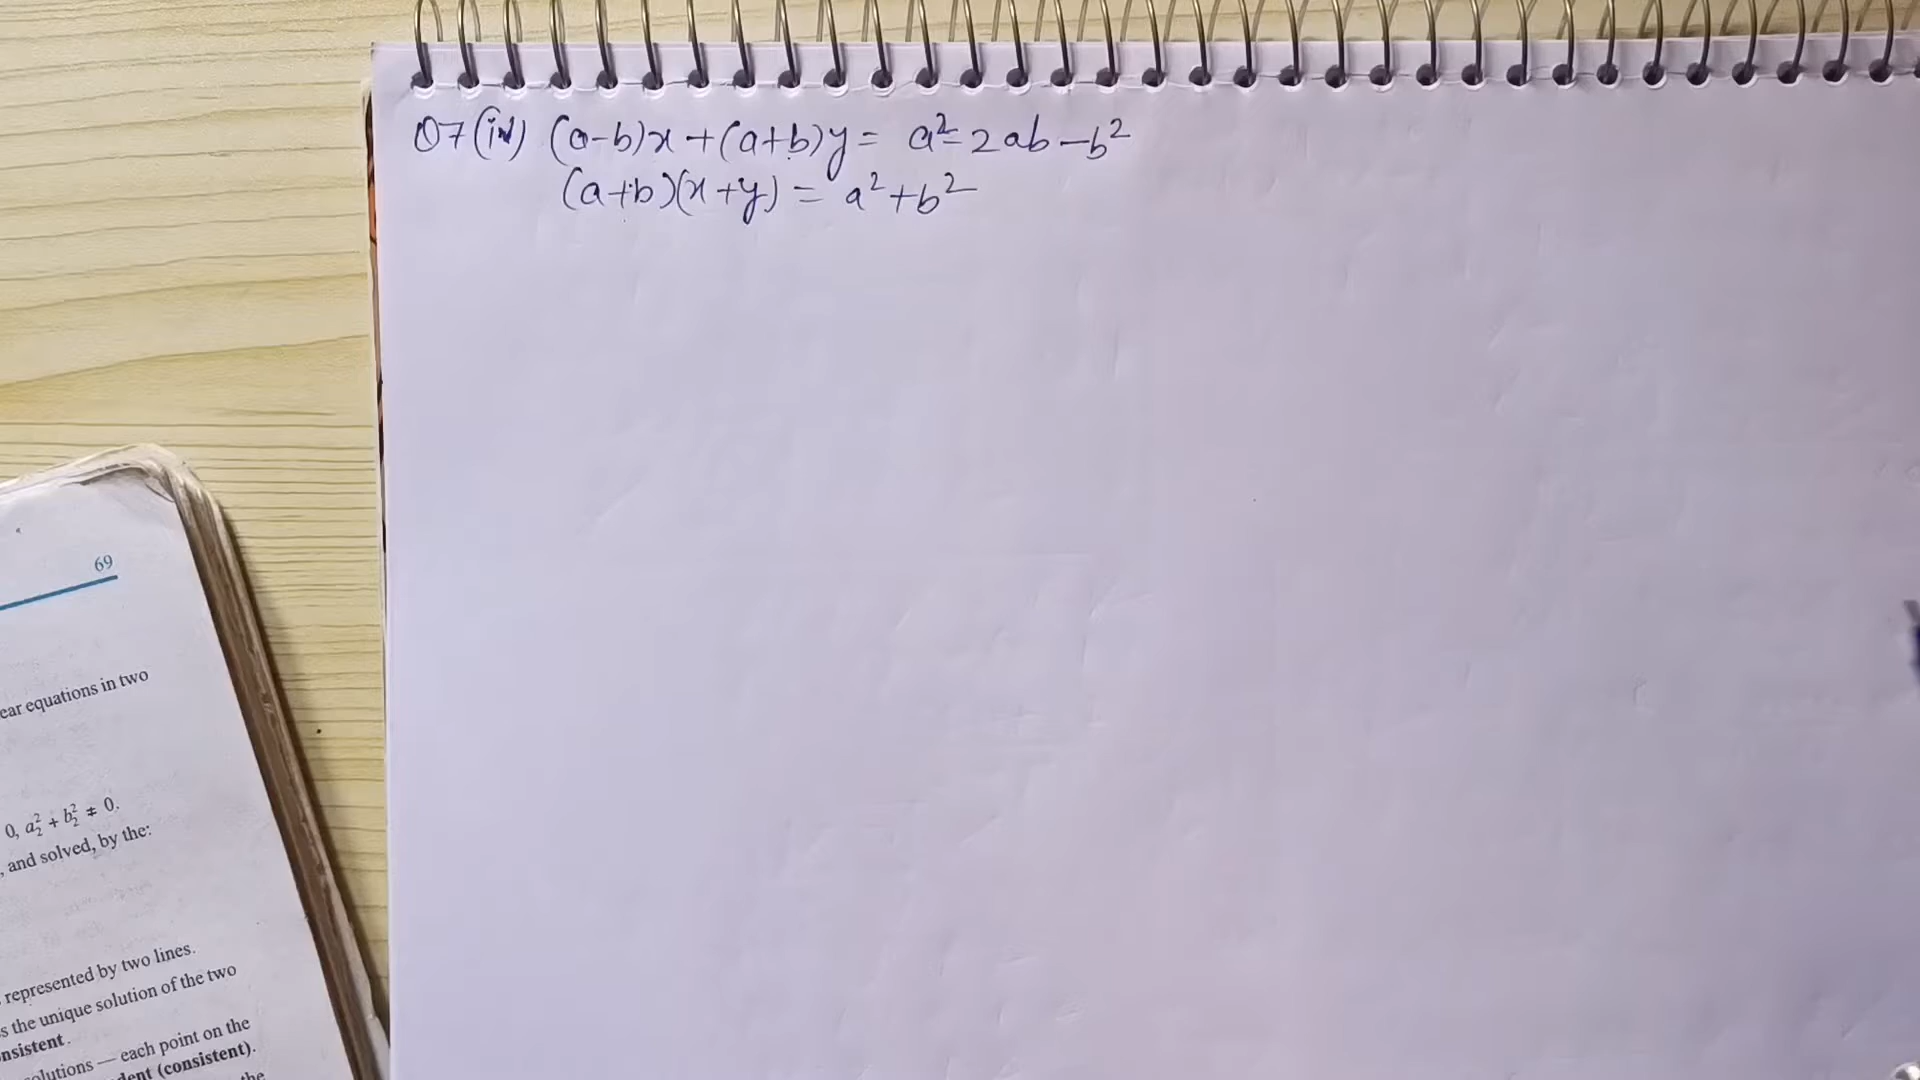 Q7(iv) (a-b)x+(a+b)y = a²-2ab-b²
(a+b)(x+y) = a²+b²
69
ear equations in two
0, a₂² + b₂² ≠ 0.
, and solved, by the:
represented by two lines.
s the unique solution of the two
nsistent.
olutions — each point on the
dent (consistent).
the